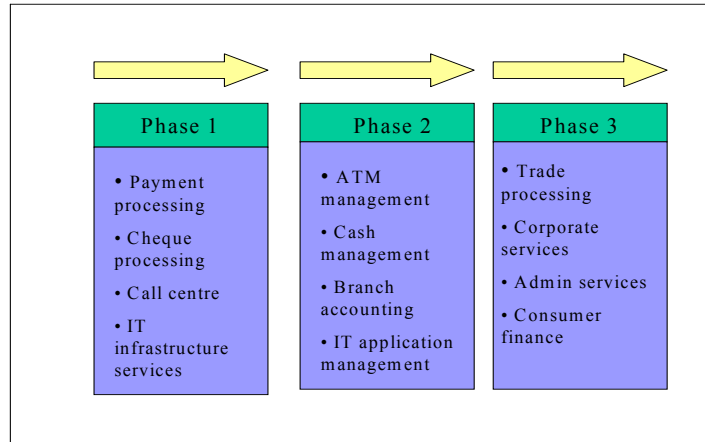 Phase 1
• Payment
processing
• Cheque
processing
• Call centre
• IT
infrastructure
services
Phase 2
• ATM
management
• Cash
management
• Branch
accounting
• IT application
management
Phase 3
• Trade
processing
• Corporate
services
• Admin services
• Consumer
finance